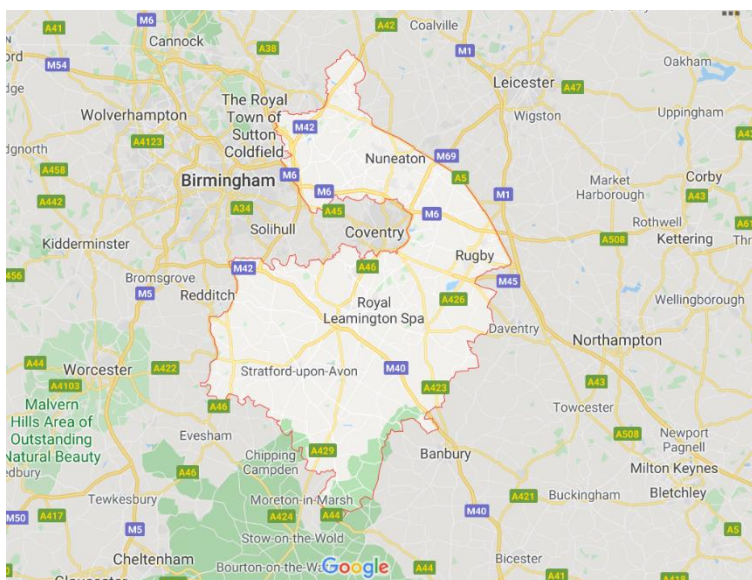 A41
M6
A42
Coalville
M1
Cannock
A38
Oakham
M54
Leicester
A47
Wolverhampton
The Royal
Town of
Sutton
Coldfield
Wigston
Uppingham
M42
A4123
Nuneaton
M69
A458
Birmingham
M6
A5
M1
Corby
A442
M6
Market
Harborough
A43
A34
A45
M6
Rothwell
Solihull
Coventry
A508
Kettering
Kidderminster
Rugby
Bromsgrove
M42
A46
M45
M5
Redditch
A426
Wellingborough
Royal
Leamington Spa
Daventry
Northampton
A44
Worcester
A422
Stratford-upon-Avon
M40
A4103
A423
A43
Malvern
Hills Area of
Outstanding
Natural Beauty
A46
Towcester
Evesham
A429
A508
Newport
Pagnell
Chipping
Campden
Banbury
Milton Keynes
A46
Tewkesbury
Moreton-in-Marsh
A421
Buckingham
Bletchley
M50
A417
A424
A44
M40
M5
Stow-on-the-Wold
A5
Cheltenham
Google
Bicester
A44
A41